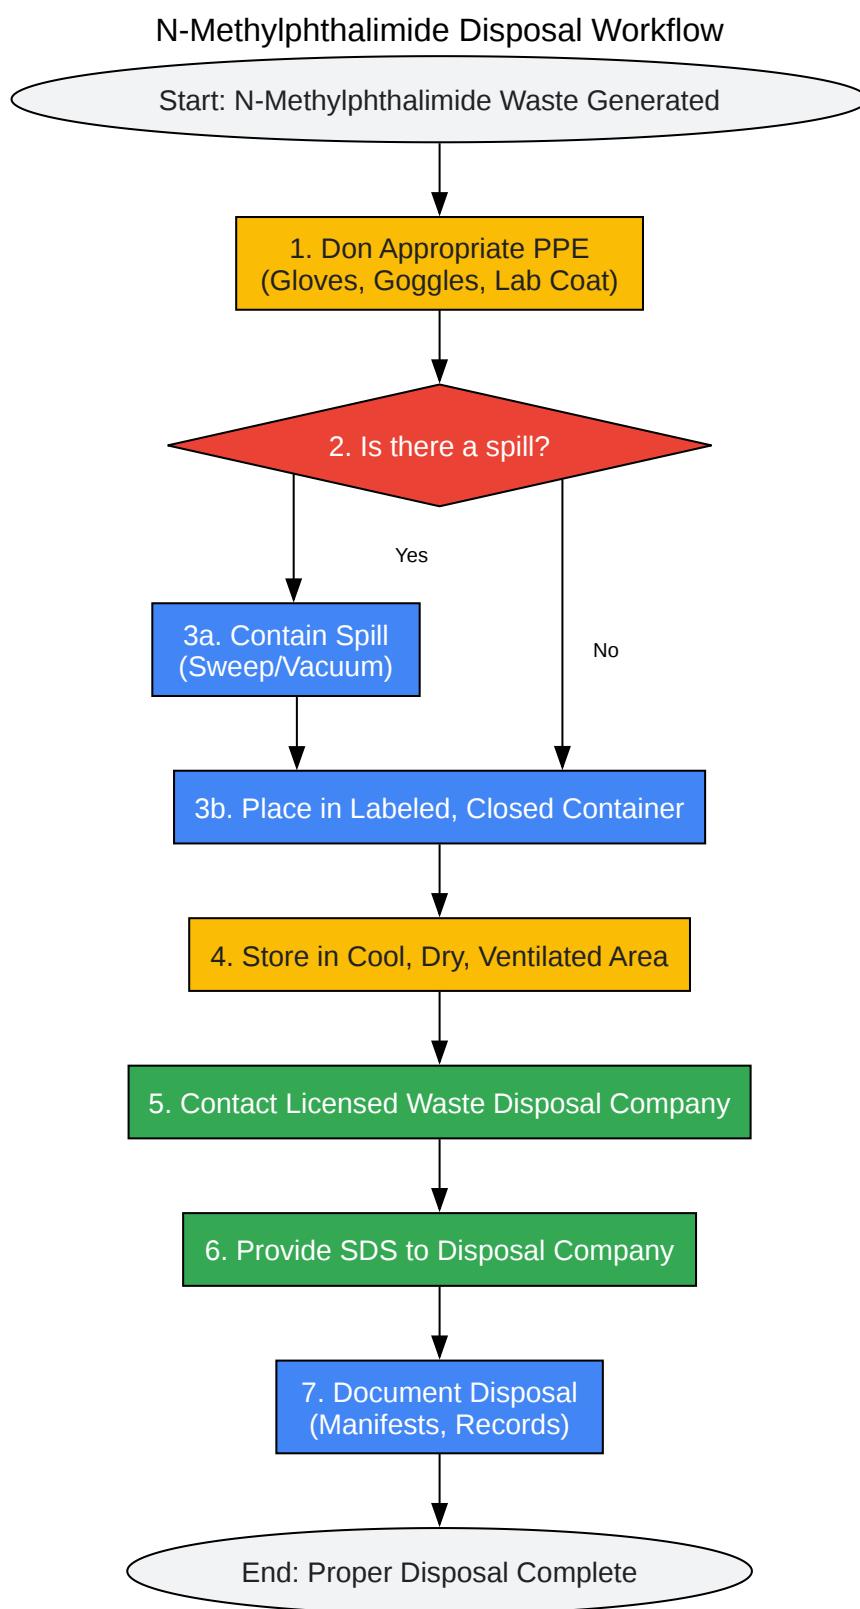 N-Methylphthalimide Disposal Workflow
Start: N-Methylphthalimide Waste Generated
1. Don Appropriate PPE
(Gloves, Goggles, Lab Coat)
2. Is there a spill?
Yes
3a. Contain Spill
(Sweep/Vacuum)
No
3b. Place in Labeled, Closed Container
4. Store in Cool, Dry, Ventilated Area
5. Contact Licensed Waste Disposal Company
6. Provide SDS to Disposal Company
7. Document Disposal
(Manifests, Records)
End: Proper Disposal Complete